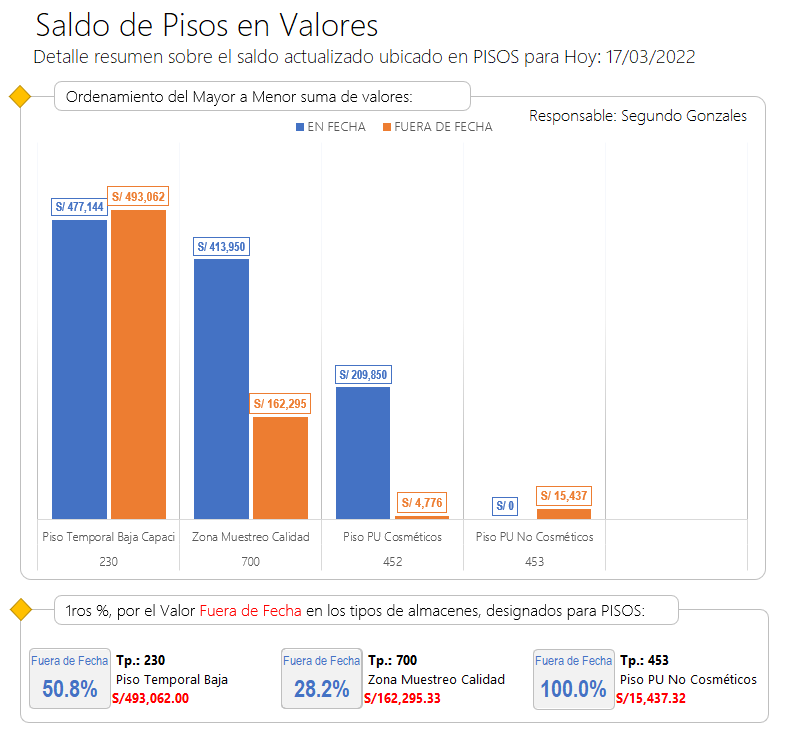 Saldo de Pisos en Valores
Detalle resumen sobre el saldo actualizado ubicado en PISOS para Hoy: 17/03/2022
Ordenamiento del Mayor a Menor suma de valores:
Responsable: Segundo Gonzales
EN FECHA FUERA DE FECHA
S/ 477,144
S/ 493,062
S/ 413,950
S/ 162,295
S/ 209,850
S/ 4,776
S/ 0
S/ 15,437
Piso Temporal Baja Capaci Zona Muestreo Calidad Piso PU Cosméticos Piso PU No Cosméticos
230 700 452 453
1ros %, por el Valor Fuera de Fecha en los tipos de almacenes, designados para PISOS:
Fuera de Fecha
50.8%
Tp.: 230
Piso Temporal Baja
S/493,062.00
Fuera de Fecha
28.2%
Tp.: 700
Zona Muestreo Calidad
S/162,295.33
Fuera de Fecha
100.0%
Tp.: 453
Piso PU No Cosméticos
S/15,437.32